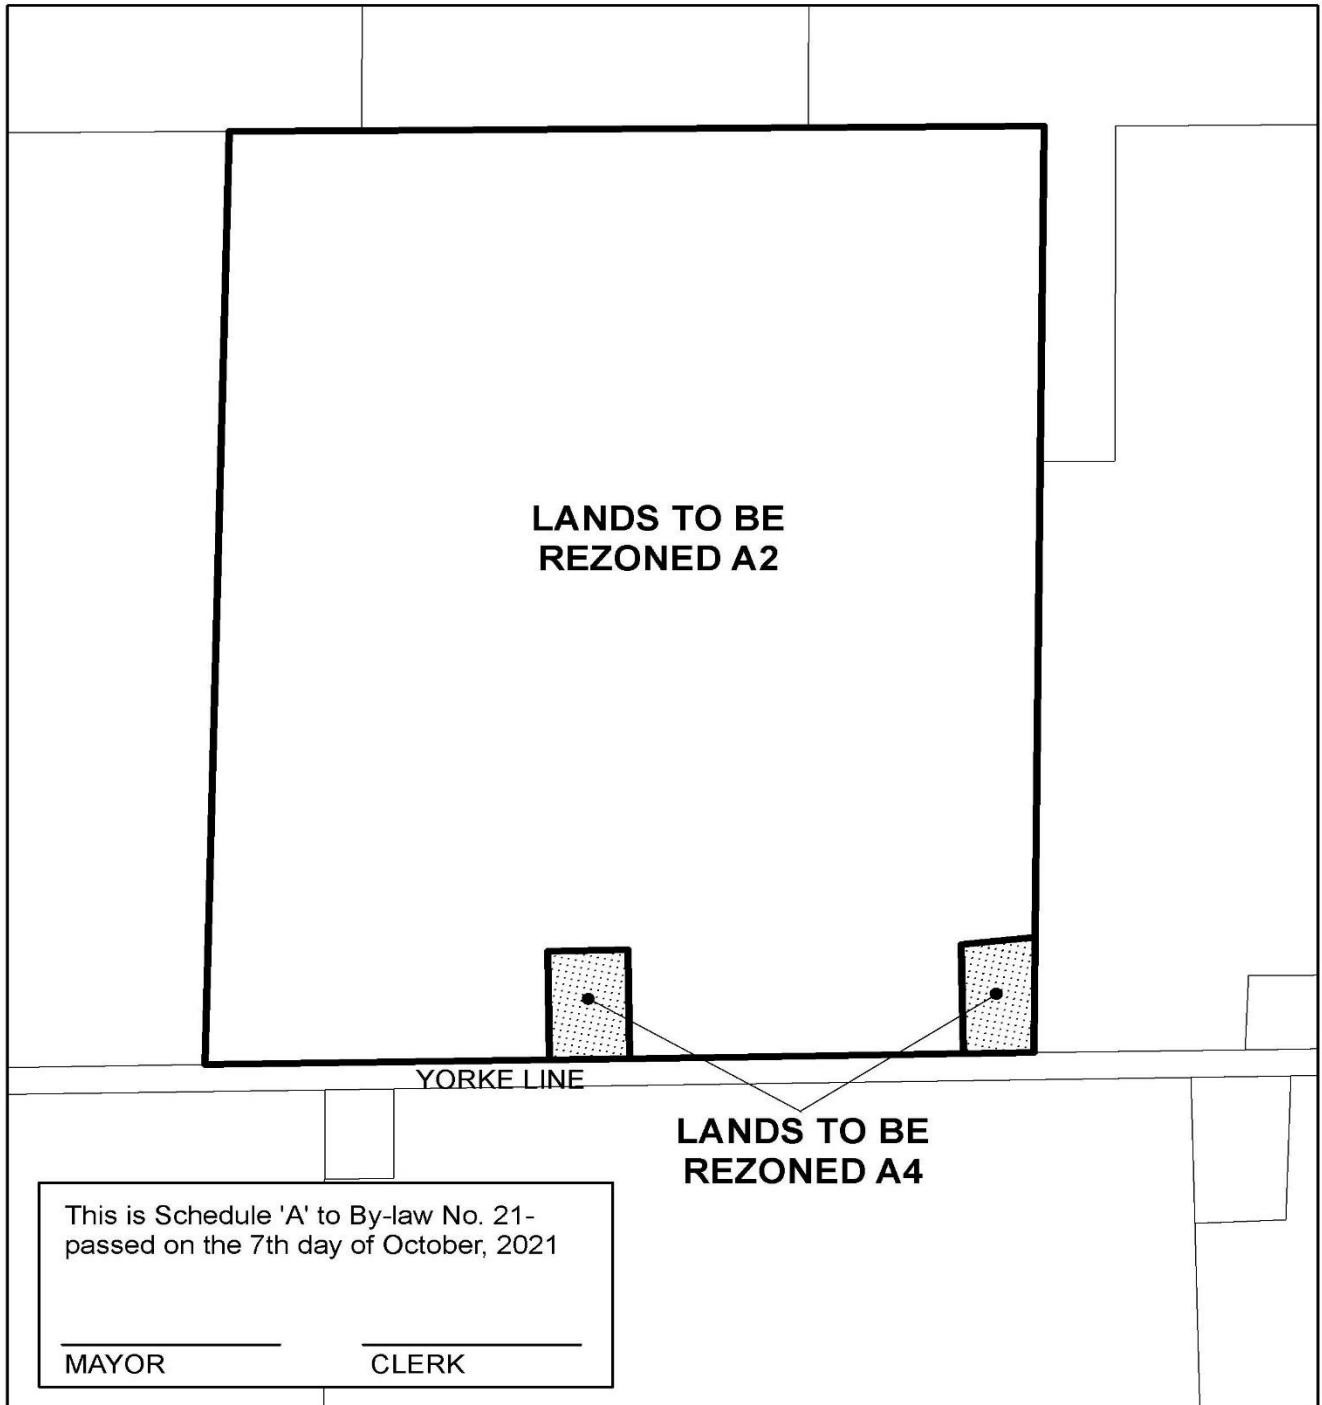 LANDS TO BE
REZONED A2
YORKE LINE
LANDS TO BE
REZONED A4
This is Schedule 'A' to By-law No. 21-
passed on the 7th day of October, 2021
MAYOR
CLERK